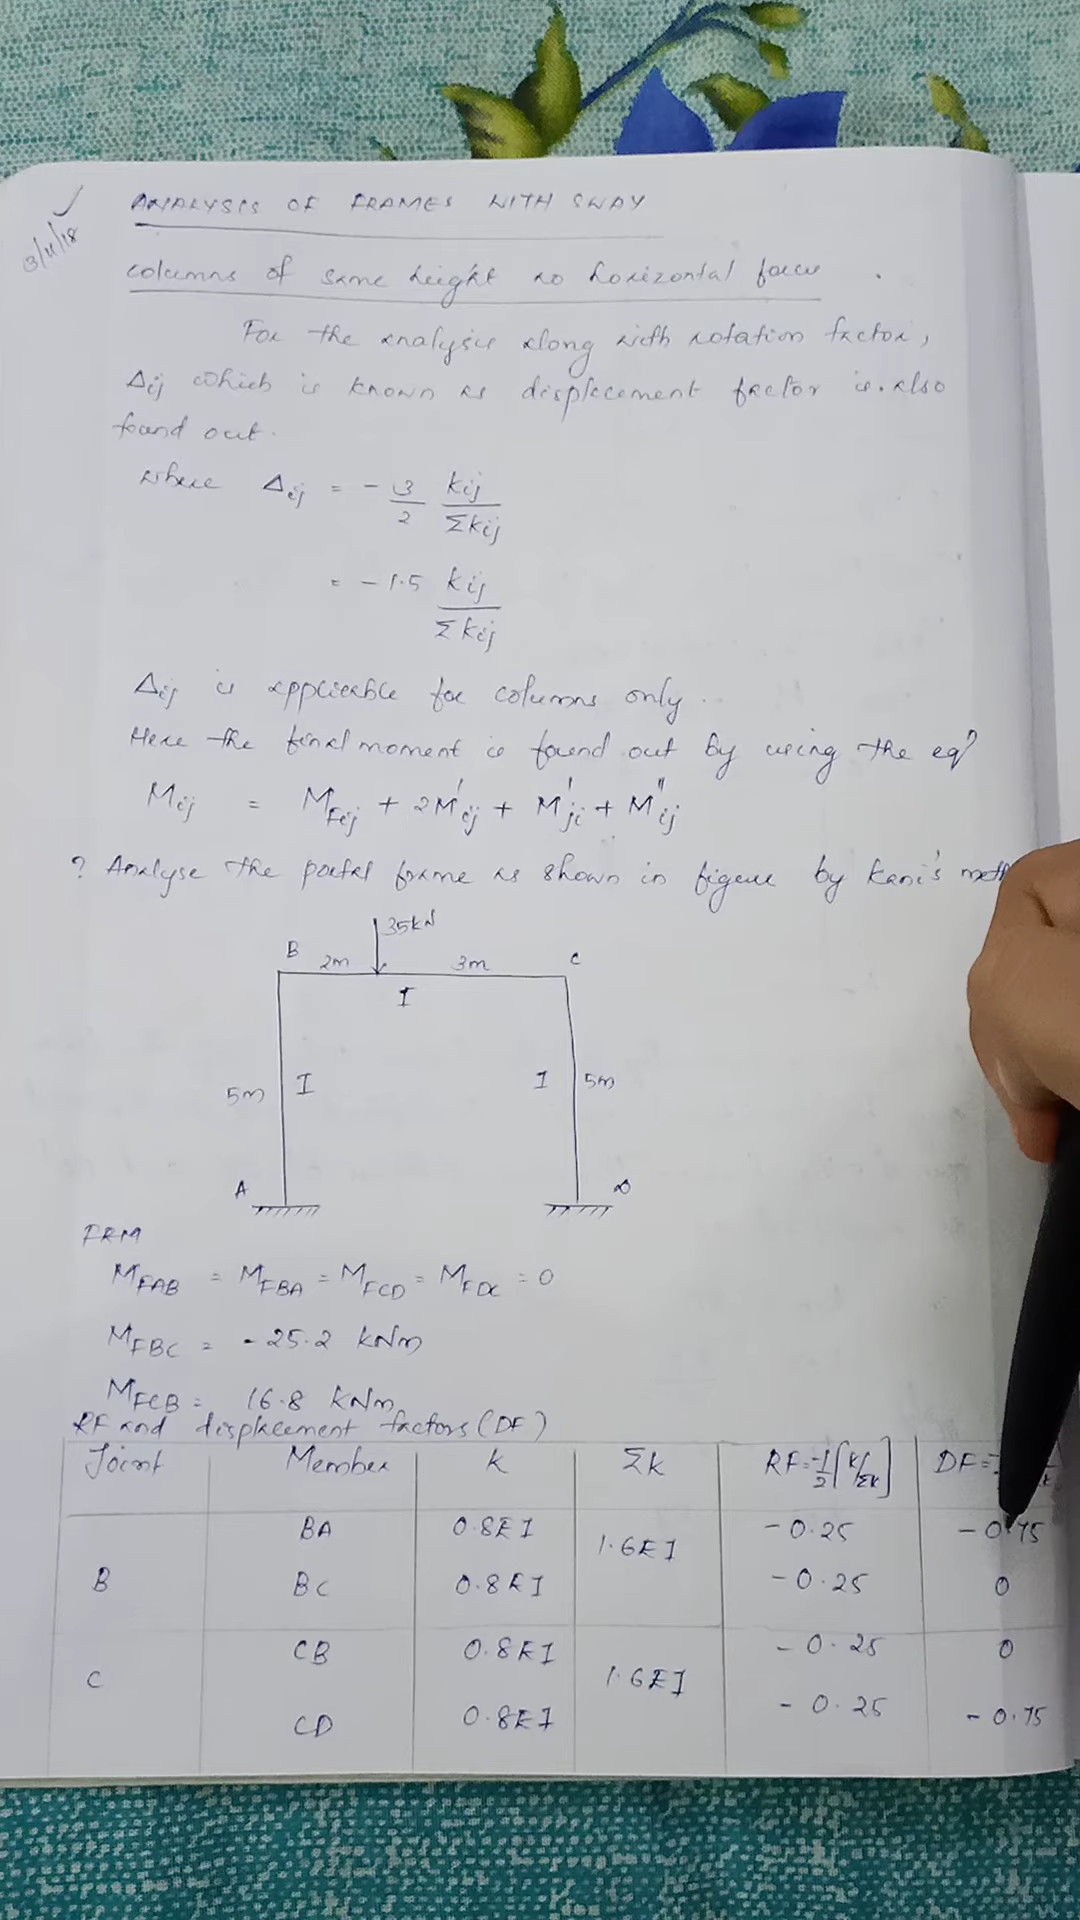 3/11/18
ANALYSIS OF FRAMES WITH SWAY
columns of same height no horizontal force
For the analysis along with rotation factor,
Δij which is known as displacement factor is also
found out.
where Δij = - 3/2 kij/Σkij
= -1.5 kij/Σkij
Δij is applicable for columns only.
Here the final moment is found out by using the eqn
Mij = MFij + 2M'ij + M'ji + M''ij
? Analyse the portal frame as shown in figure by Kani's meth
35kN
B 2m 3m C
I
5m I I 5m
A D
FEM
MFAB = MFBA = MFCD = MFDC = 0
MFBC = -25.2 kNm
MFCB = 16.8 kNm
RF and displacement factors (DF)
Joint Member k Σk RF = -1/2[k/Σk] DF =
BA 0.8EI -0.25 -0.75
B 1.6EI
BC 0.8EI -0.25 0
CB 0.8EI -0.25 0
C 1.6EI
CD 0.8EI -0.25 -0.75